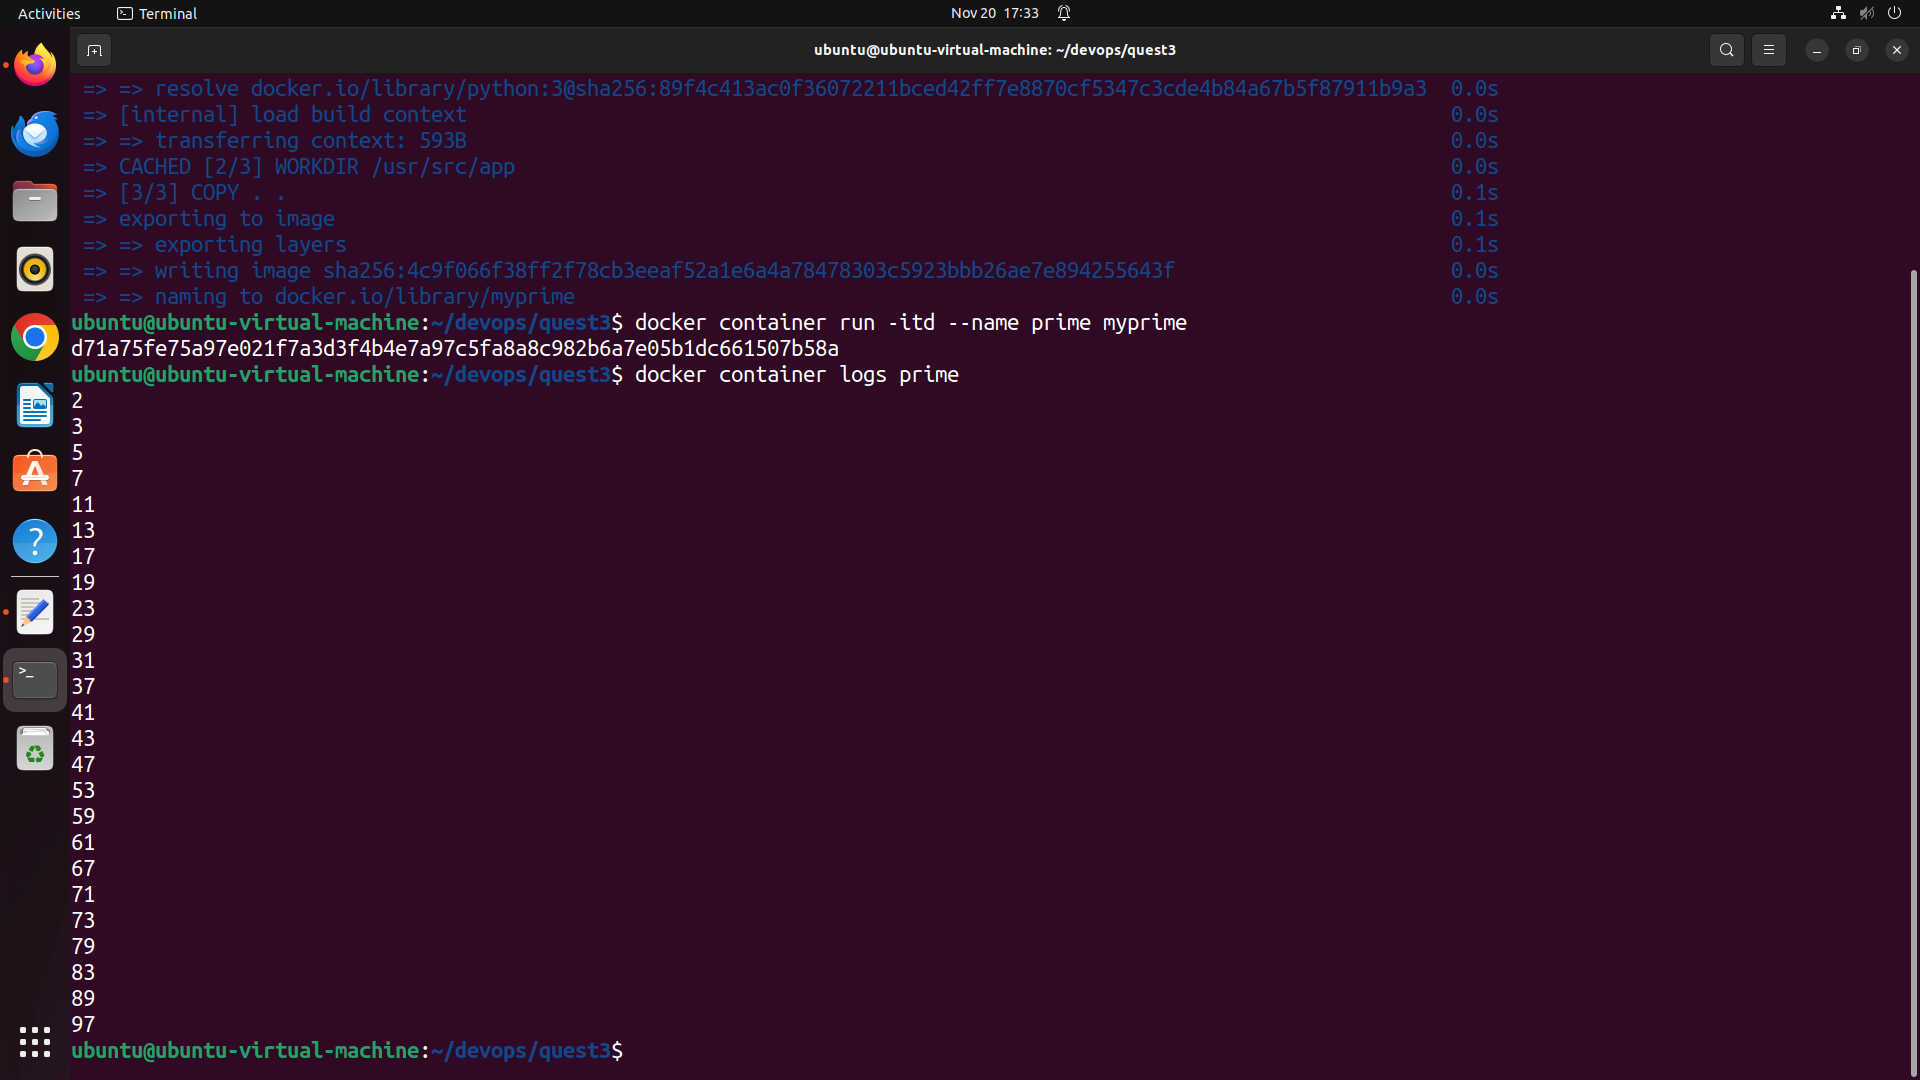 Activities Terminal Nov 20 17:33
ubuntu@ubuntu-virtual-machine: ~/devops/quest3
=> => resolve docker.io/library/python:3@sha256:89f4c413ac0f36072211bced42ff7e8870cf5347c3cde4b84a67b5f87911b9a3 0.0s
=> [internal] load build context 0.0s
=> => transferring context: 593B 0.0s
=> CACHED [2/3] WORKDIR /usr/src/app 0.0s
=> [3/3] COPY . . 0.1s
=> exporting to image 0.1s
=> => exporting layers 0.1s
=> => writing image sha256:4c9f066f38ff2f78cb3eeaf52a1e6a4a78478303c5923bbb26ae7e894255643f 0.0s
=> => naming to docker.io/library/myprime 0.0s
ubuntu@ubuntu-virtual-machine:~/devops/quest3$ docker container run -itd --name prime myprime
d71a75fe75a97e021f7a3d3f4b4e7a97c5fa8a8c982b6a7e05b1dc661507b58a
ubuntu@ubuntu-virtual-machine:~/devops/quest3$ docker container logs prime
2
3
5
7
11
13
17
19
23
29
31
37
41
43
47
53
59
61
67
71
73
79
83
89
97
ubuntu@ubuntu-virtual-machine:~/devops/quest3$